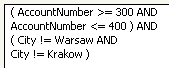 ( AccountNumber >= 300 AND
AccountNumber <= 400 ) AND
( City != Warsaw AND
City != Krakow )